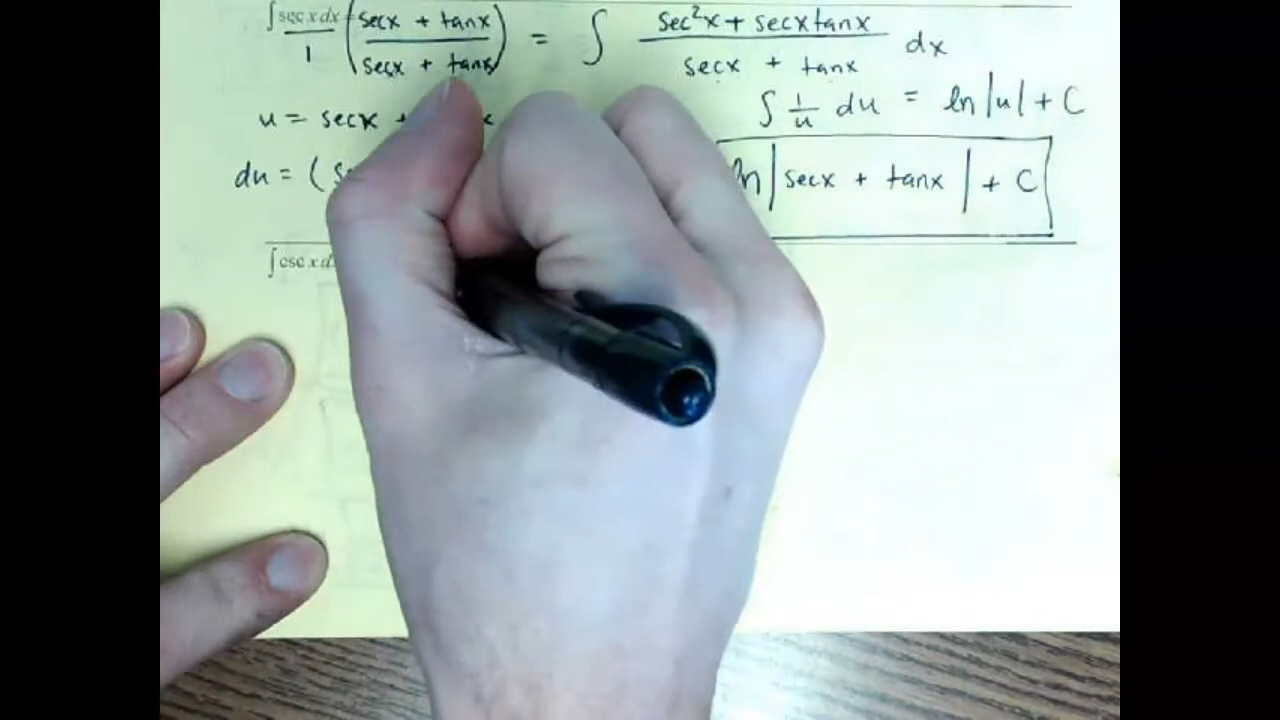 ∫ sec x dx / 1 (secx + tanx / secx + tanx) = ∫ sec²x + secxtanx / secx + tanx dx
u = secx +
∫ 1/u du = ln|u| + C
du = (
ln|secx + tanx| + C
∫ csc x d